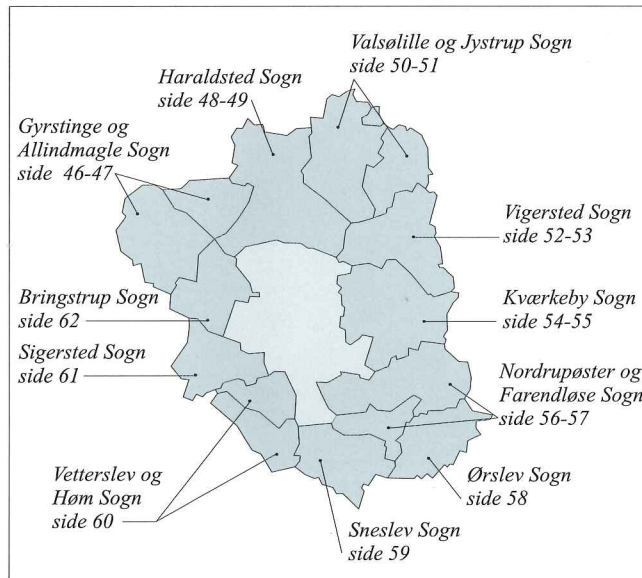 Valsølille og Jystrup Sogn
side 50-51
Haraldsted Sogn
side 48-49
Gyrstinge og
Allindmagle Sogn
side 46-47
Vigersted Sogn
side 52-53
Bringstrup Sogn
side 62
Kværkeby Sogn
side 54-55
Sigersted Sogn
side 61
Nordrupøster og
Farendløse Sogn
side 56-57
Vetterslev og
Høm Sogn
side 60
Ørslev Sogn
side 58
Sneslev Sogn
side 59